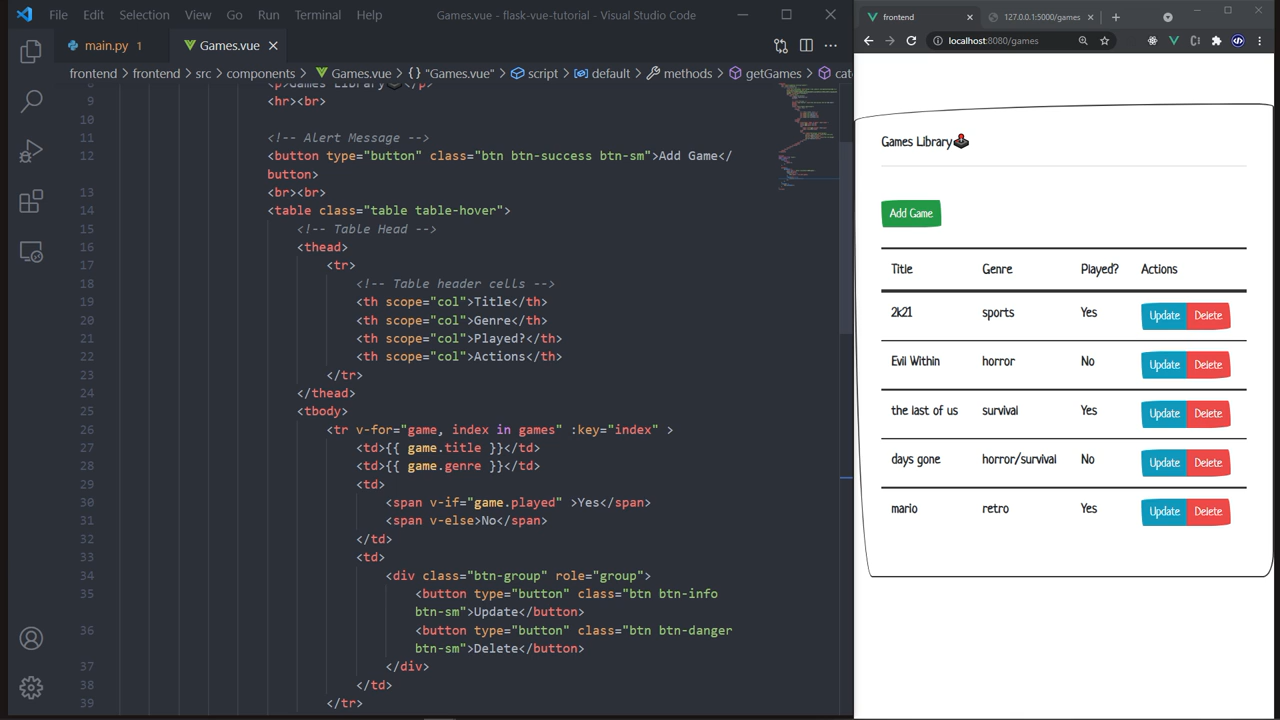 File Edit Selection View Go Run Terminal Help
Games.vue - flask-vue-tutorial - Visual Studio Code
main.py 1
Games.vue
frontend > frontend > src > components > Games.vue > {} "Games.vue" > script > default > methods > getGames > cat
8 <p>Games Library🕹</p>
9 <hr><br>
10
11 <!-- Alert Message -->
12 <button type="button" class="btn btn-success btn-sm">Add Game</
button>
13 <br><br>
14 <table class="table table-hover">
15 <!-- Table Head -->
16 <thead>
17 <tr>
18 <!-- Table header cells -->
19 <th scope="col">Title</th>
20 <th scope="col">Genre</th>
21 <th scope="col">Played?</th>
22 <th scope="col">Actions</th>
23 </tr>
24 </thead>
25 <tbody>
26 <tr v-for="game, index in games" :key="index" >
27 <td>{{ game.title }}</td>
28 <td>{{ game.genre }}</td>
29 <td>
30 <span v-if="game.played" >Yes</span>
31 <span v-else>No</span>
32 </td>
33 <td>
34 <div class="btn-group" role="group">
35 <button type="button" class="btn btn-info
btn-sm">Update</button>
36 <button type="button" class="btn btn-danger
btn-sm">Delete</button>
37 </div>
38 </td>
39 </tr>
frontend
127.0.0.1:5000/games
localhost:8080/games
Games Library🕹
Add Game
Title Genre Played? Actions
2k21 sports Yes Update Delete
Evil Within horror No Update Delete
the last of us survival Yes Update Delete
days gone horror/survival No Update Delete
mario retro Yes Update Delete